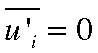 \overline{u'_i} = 0